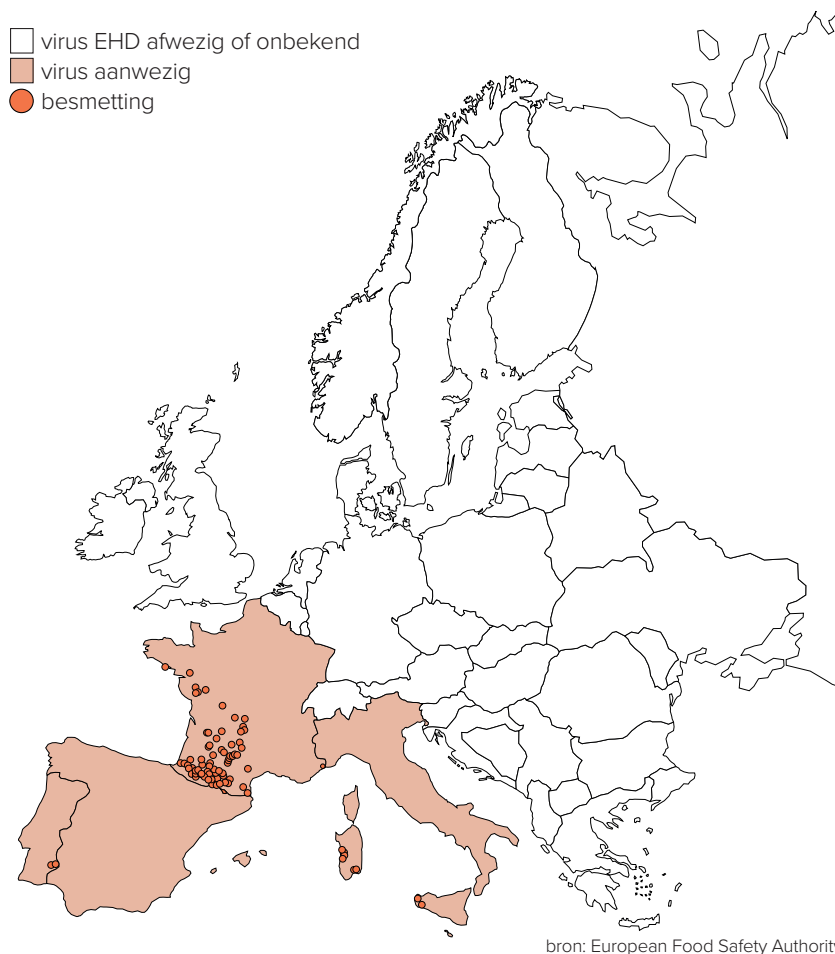 virus EHD afwezig of onbekend
virus aanwezig
besmetting
bron: European Food Safety Authority